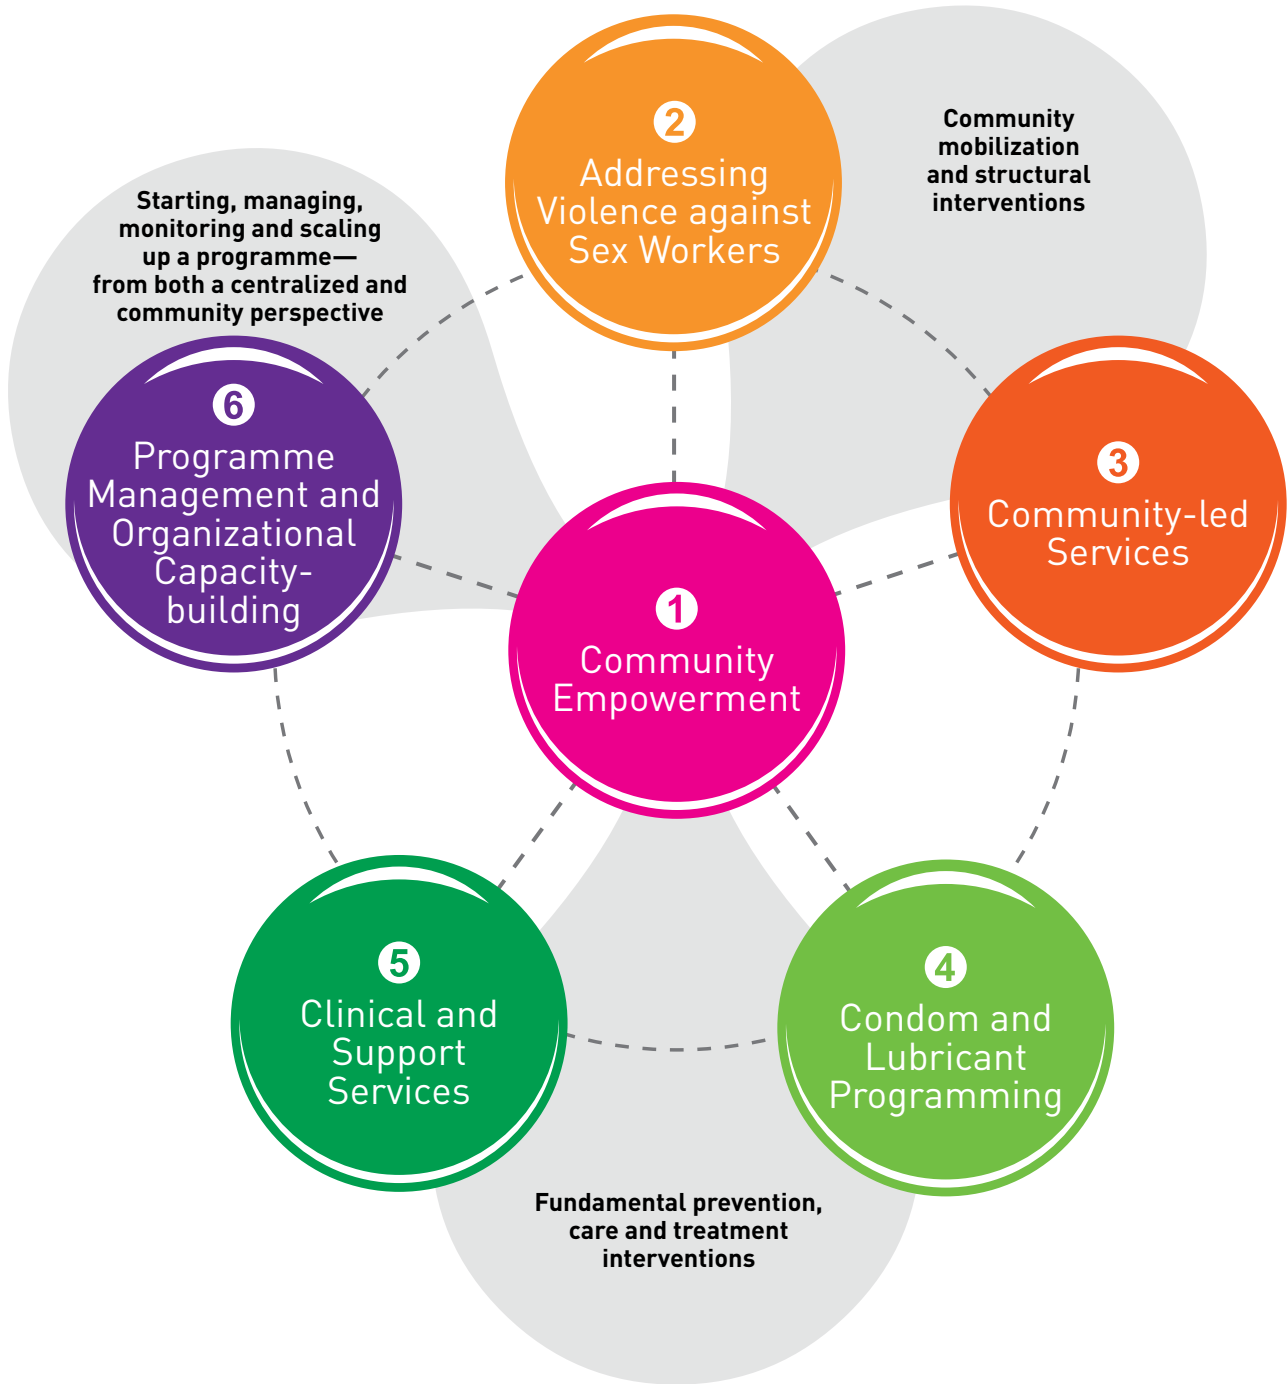 2
Addressing
Violence against
Sex Workers
Community
mobilization
and structural
interventions
Starting, managing,
monitoring and scaling
up a programme—
from both a centralized and
community perspective
6
Programme
Management and
Organizational
Capacity-
building
3
Community-led
Services
1
Community
Empowerment
5
Clinical and
Support
Services
4
Condom and
Lubricant
Programming
Fundamental prevention,
care and treatment
interventions